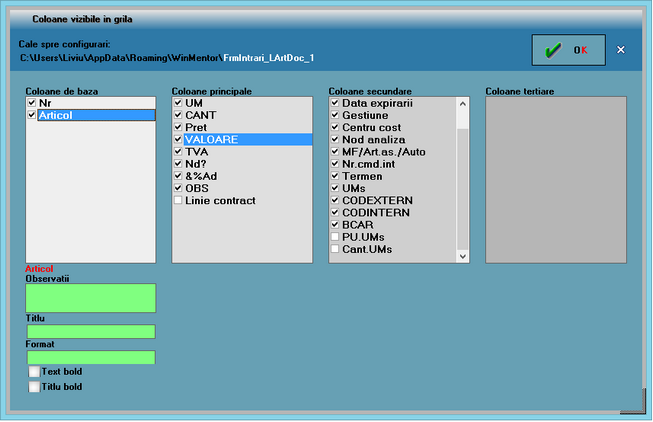 Coloane vizibile in grila
Cale spre configurari:
C:\Users\Liviu\AppData\Roaming\WinMentor\FrmIntrari_LArtDoc_1
OK
Coloane de baza
Nr
Articol
Coloane principale
UM
CANT
Pret
VALOARE
TVA
Nd?
&%Ad
OBS
Linie contract
Coloane secundare
Data expirarii
Gestiune
Centru cost
Nod analiza
MF/Art.as./Auto
Nr.cmd.int
Termen
UMs
CODEXTERN
CODINTERN
BCAR
PU.UMs
Cant.UMs
Coloane tertiare
Articol
Observatii
Titlu
Format
Text bold
Titlu bold